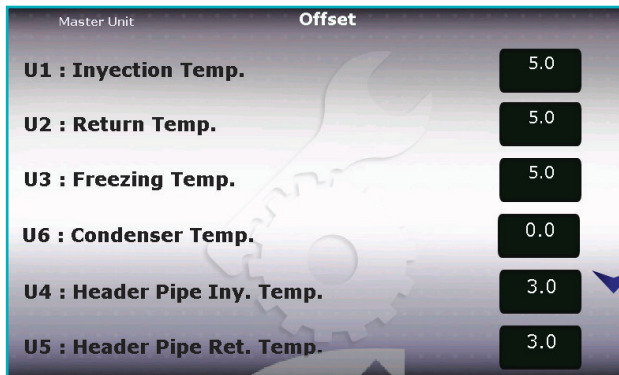 Master Unit Offset
U1 : Inyection Temp. 5.0
U2 : Return Temp. 5.0
U3 : Freezing Temp. 5.0
U6 : Condenser Temp. 0.0
U4 : Header Pipe Iny. Temp. 3.0
U5 : Header Pipe Ret. Temp. 3.0